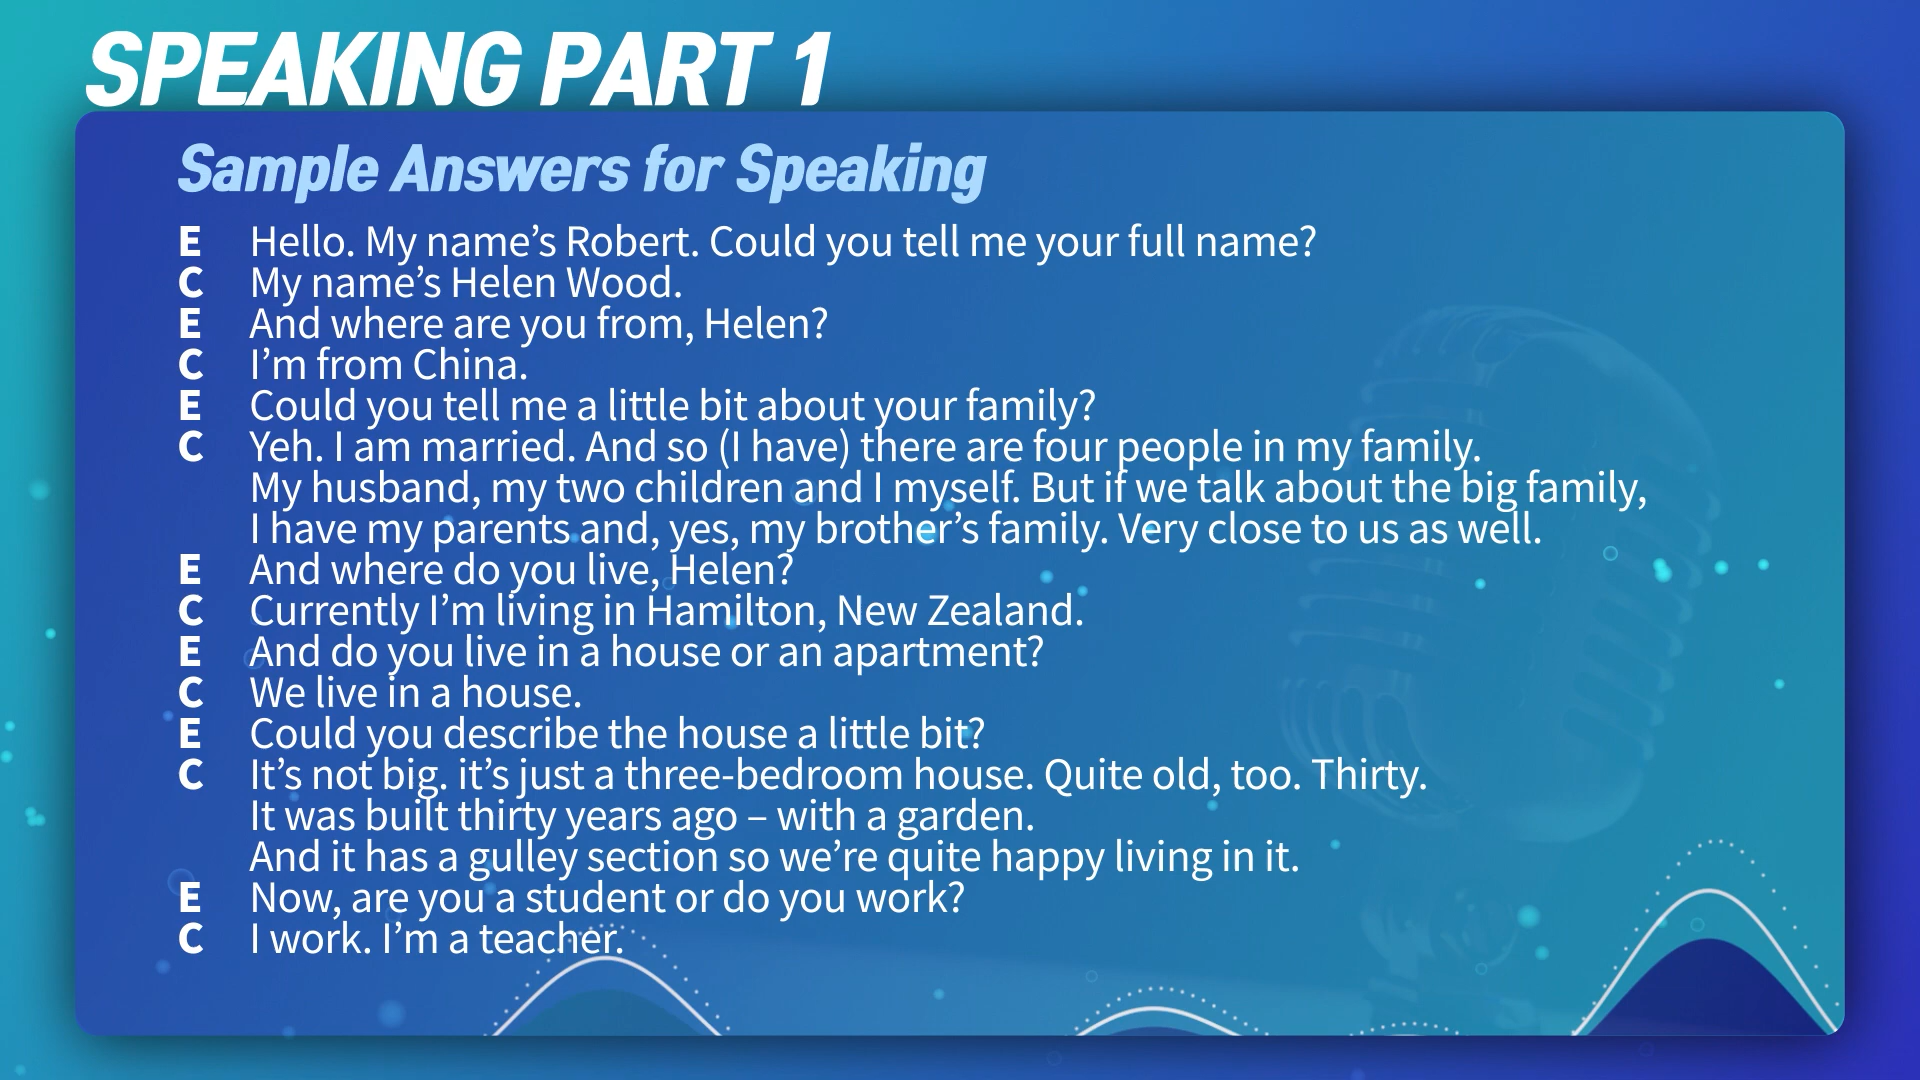 SPEAKING PART 1
Sample Answers for Speaking
E Hello. My name’s Robert. Could you tell me your full name?
C My name’s Helen Wood.
E And where are you from, Helen?
C I’m from China.
E Could you tell me a little bit about your family?
C Yeh. I am married. And so (I have) there are four people in my family.
My husband, my two children and I myself. But if we talk about the big family,
I have my parents and, yes, my brother’s family. Very close to us as well.
E And where do you live, Helen?
C Currently I’m living in Hamilton, New Zealand.
E And do you live in a house or an apartment?
C We live in a house.
E Could you describe the house a little bit?
C It’s not big. it’s just a three-bedroom house. Quite old, too. Thirty.
It was built thirty years ago – with a garden.
And it has a gulley section so we’re quite happy living in it.
E Now, are you a student or do you work?
C I work. I’m a teacher.